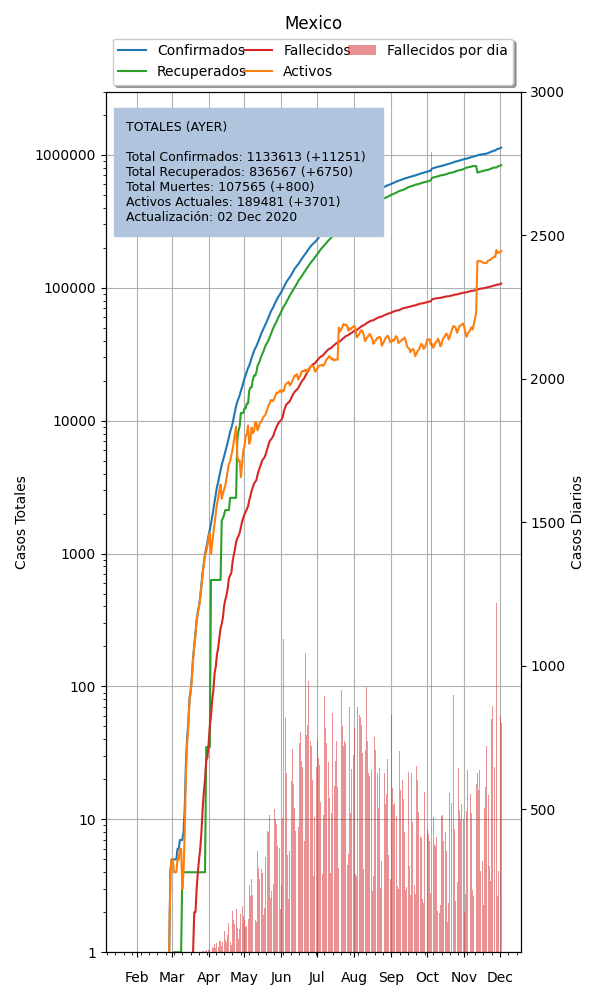 Mexico
Confirmados
Recuperados
Fallecidos
Activos
Fallecidos por dia
TOTALES (AYER)
Total Confirmados: 1133613 (+11251)
Total Recuperados: 836567 (+6750)
Total Muertes: 107565 (+800)
Activos Actuales: 189481 (+3701)
Actualización: 02 Dec 2020
Casos Totales
1000000
100000
10000
1000
100
10
1
3000
2500
2000
1500
1000
500
Casos Diarios
Feb Mar Apr May Jun Jul Aug Sep Oct Nov Dec